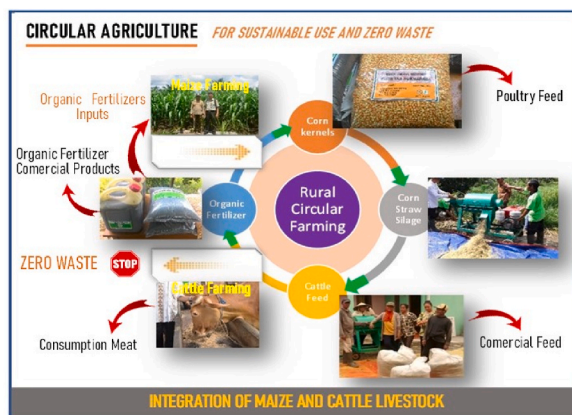 CIRCULAR AGRICULTURE FOR SUSTAINABLE USE AND ZERO WASTE
Maize Farming
Organic Fertilizers
Inputs
Poultry Feed
Corn
kernels
Organic Fertilizer
Comercial Products
Organic
Fertilizer
Rural
Circular
Farming
Corn
Straw
Silage
ZERO WASTE STOP
Cattle Farming
Cattle
Feed
Consumption Meat
Comercial Feed
INTEGRATION OF MAIZE AND CATTLE LIVESTOCK